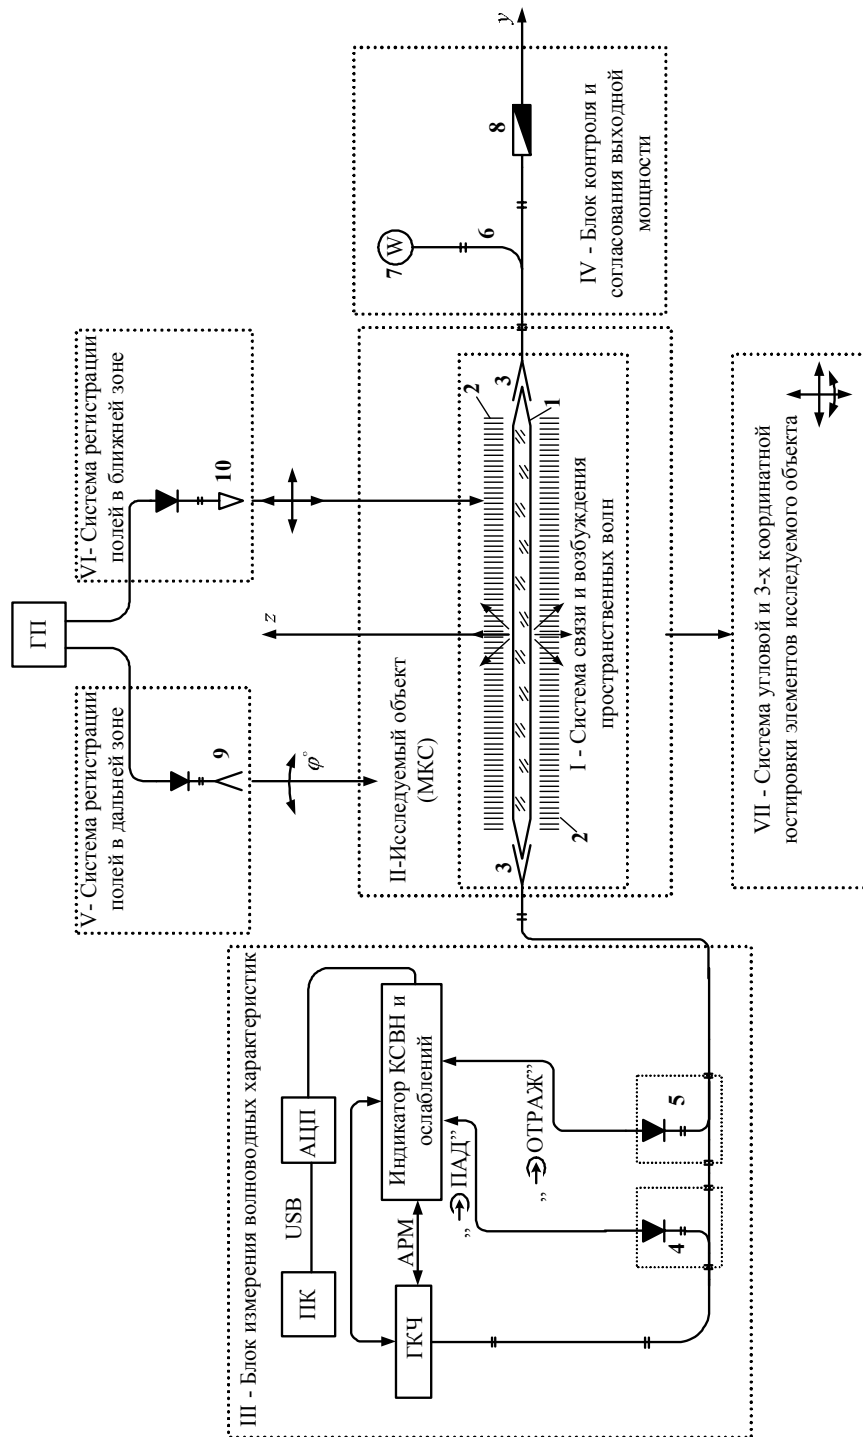 III - Блок измерения волноводных характеристик
ПК
USB
АЦП
ГКЧ
АРМ
Индикатор КСВН и
ослаблений
„ ПАД”
„ ОТРАЖ”
4
5
V- Система регистрации
полей в дальней зоне
9
φ°
ГП
VI- Система регистрации
полей в ближней зоне
10
z
II-Исследуемый объект
(МКС)
3
2
2
3
1
I - Система связи и возбуждения
пространственных волн
7
W
6
8
y
IV - Блок контроля и
согласования выходной
мощности
VII - Система угловой и 3-х координатной
юстировки элементов исследуемого объекта